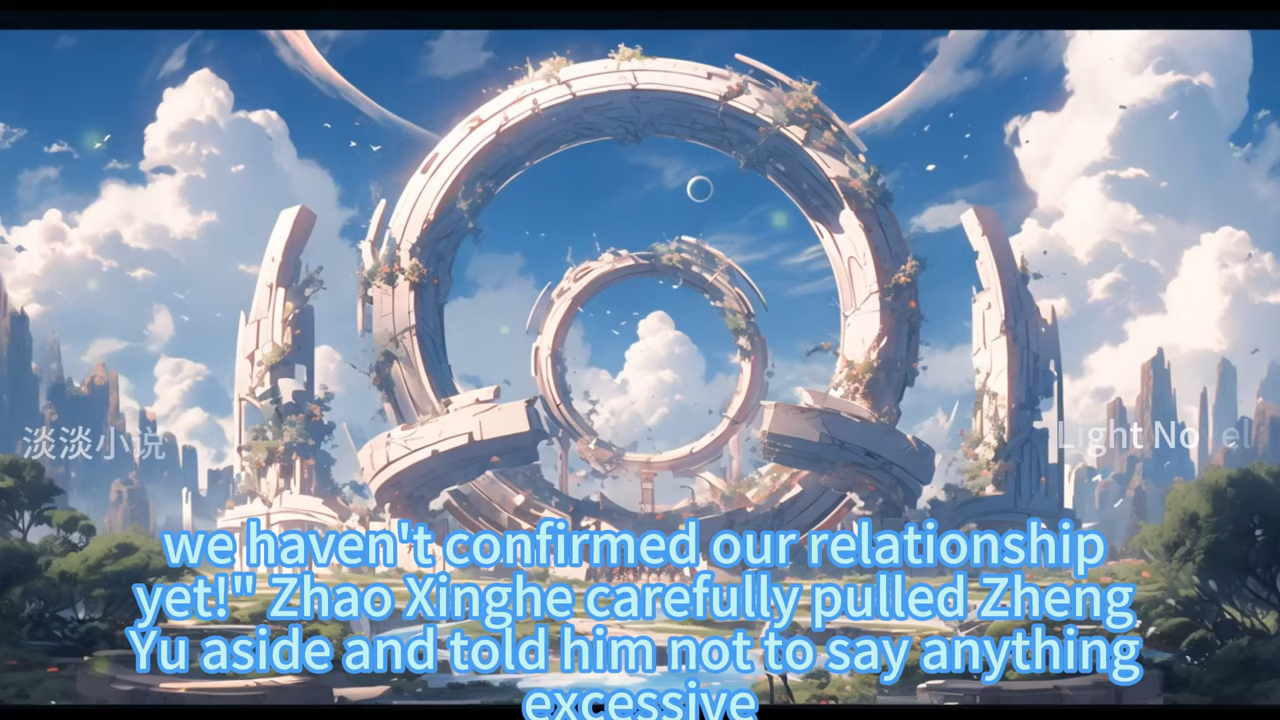 淡淡小说
Light No el
we haven't confirmed our relationship
yet!" Zhao Xinghe carefully pulled Zheng
Yu aside and told him not to say anything
excessive